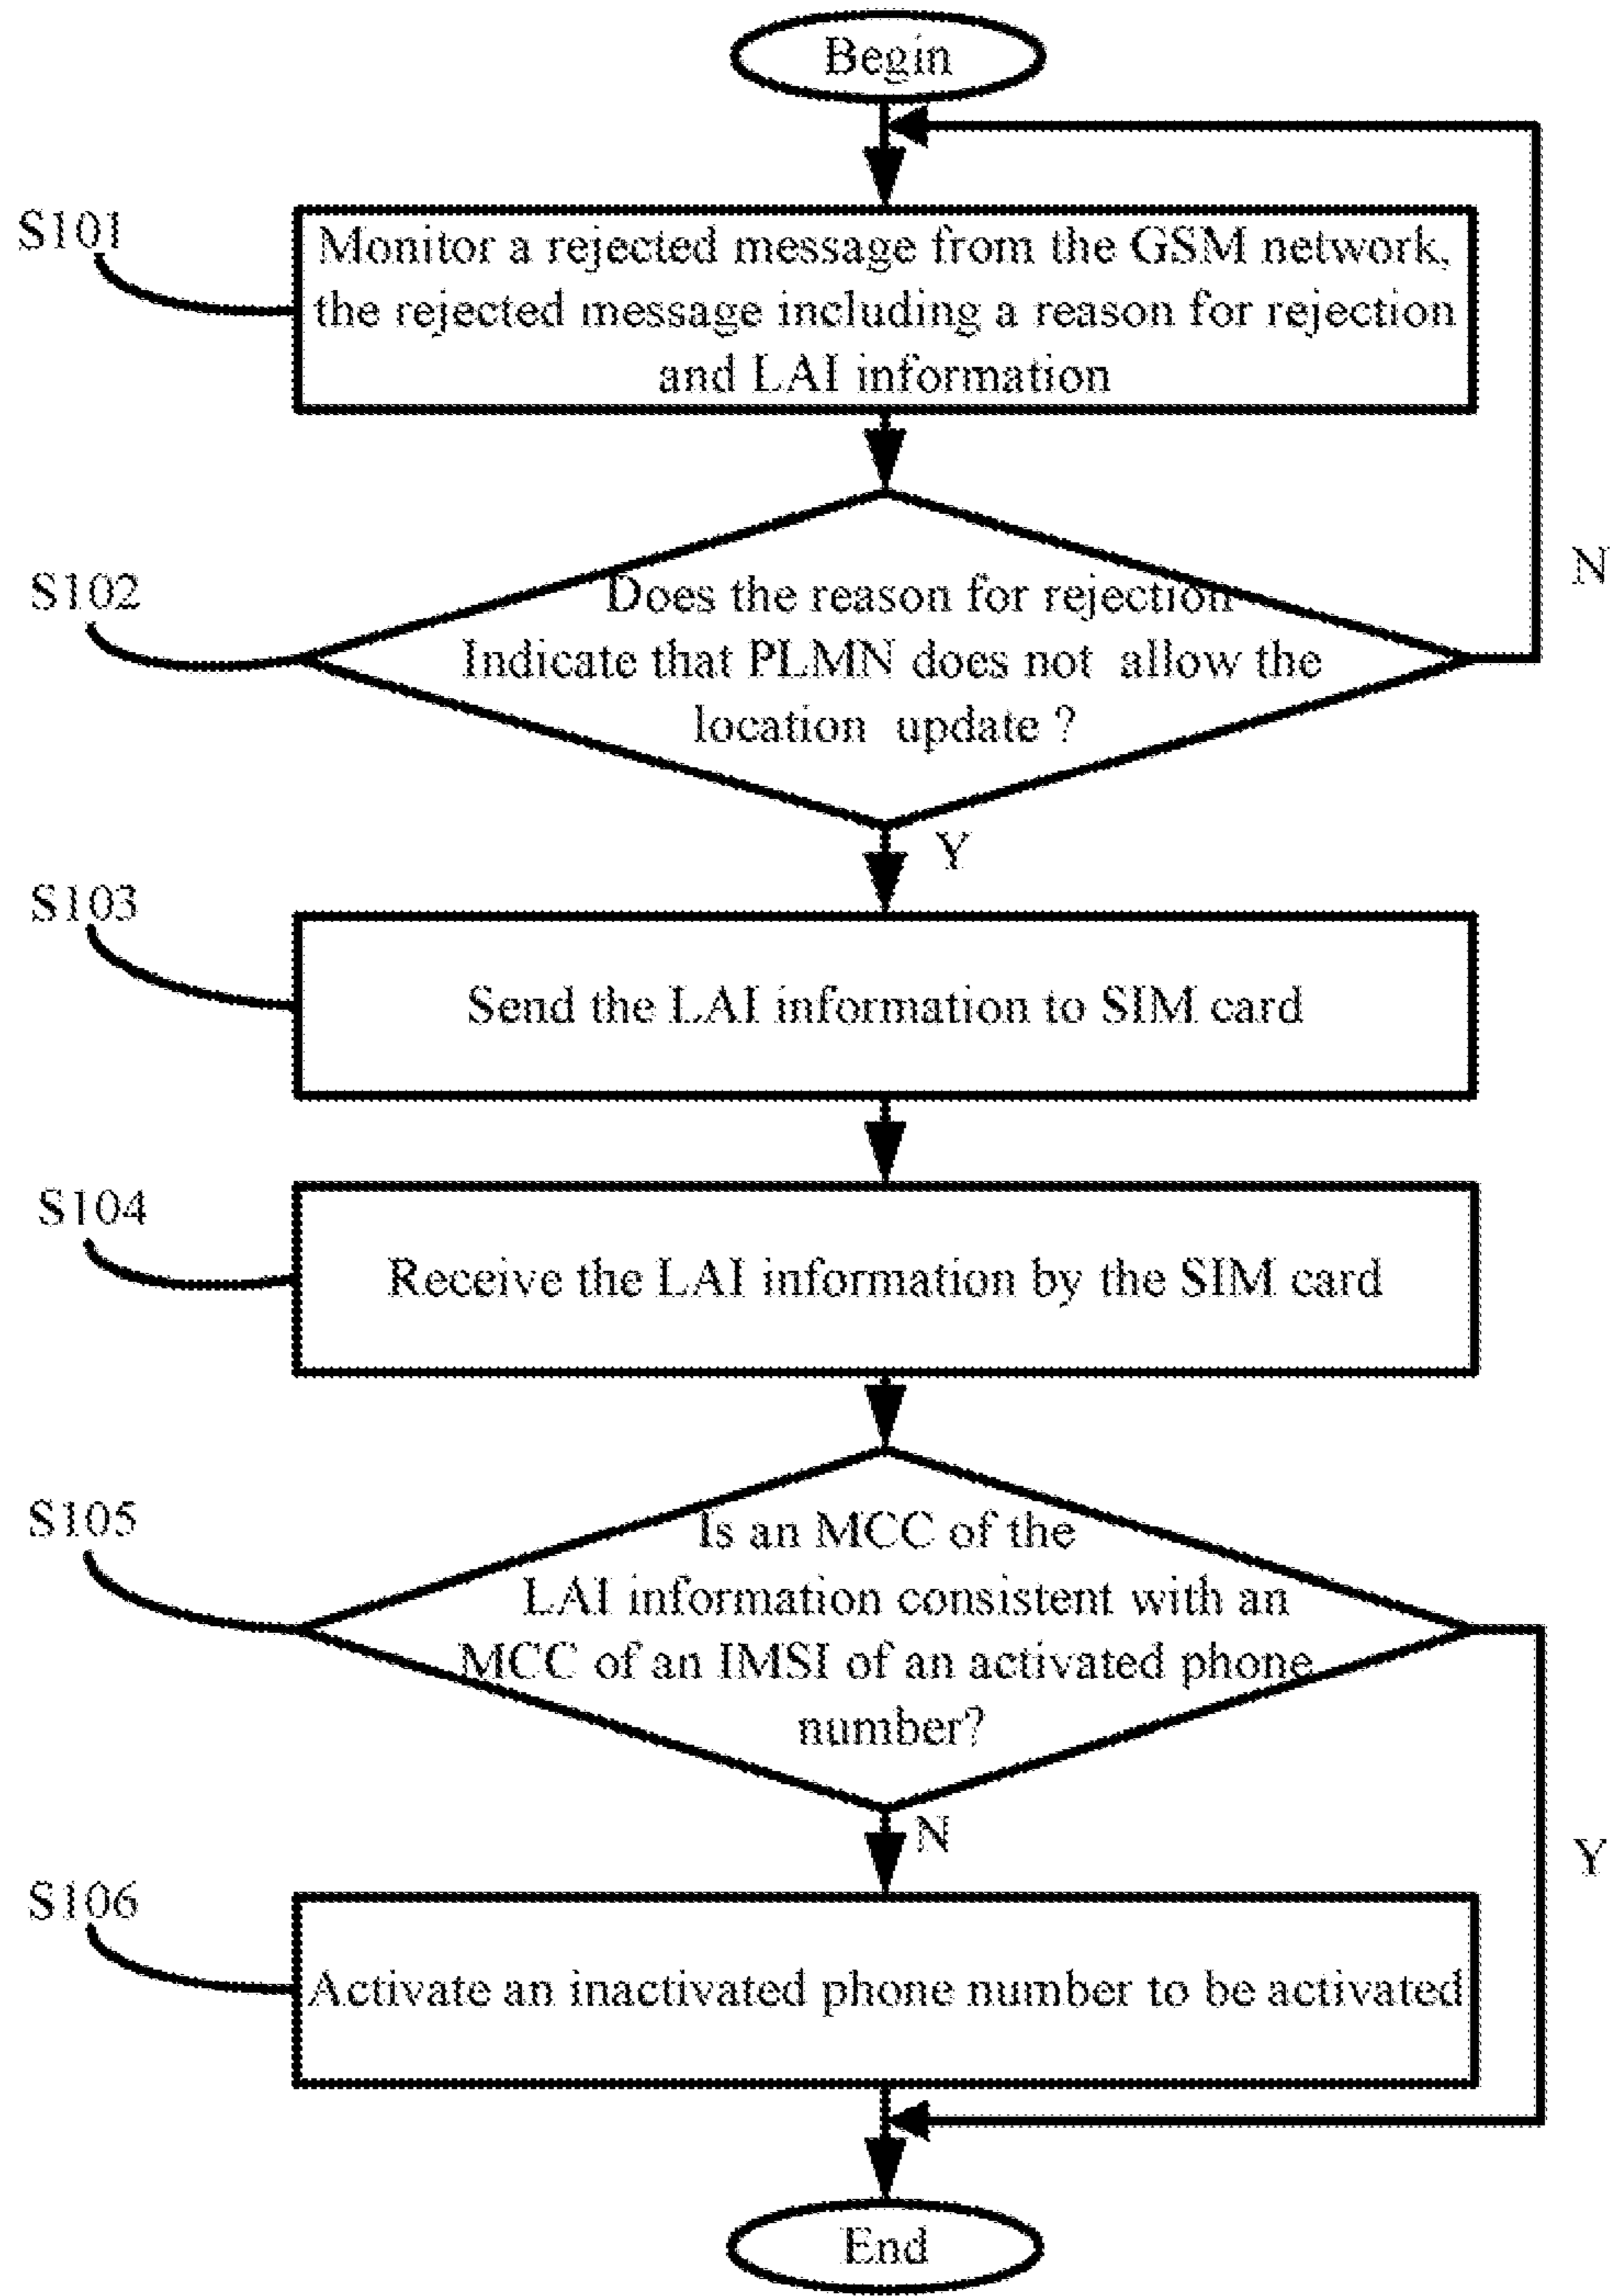 Begin
S101
Monitor a rejected message from the GSM network,
the rejected message including a reason for rejection
and LAI information
S102
Does the reason for rejection
Indicate that PLMN does not allow the
location update ?
N
Y
S103
Send the LAI information to SIM card
S104
Receive the LAI information by the SIM card
S105
Is an MCC of the
LAI information consistent with an
MCC of an IMSI of an activated phone
number?
N
Y
S106
Activate an inactivated phone number to be activated
End